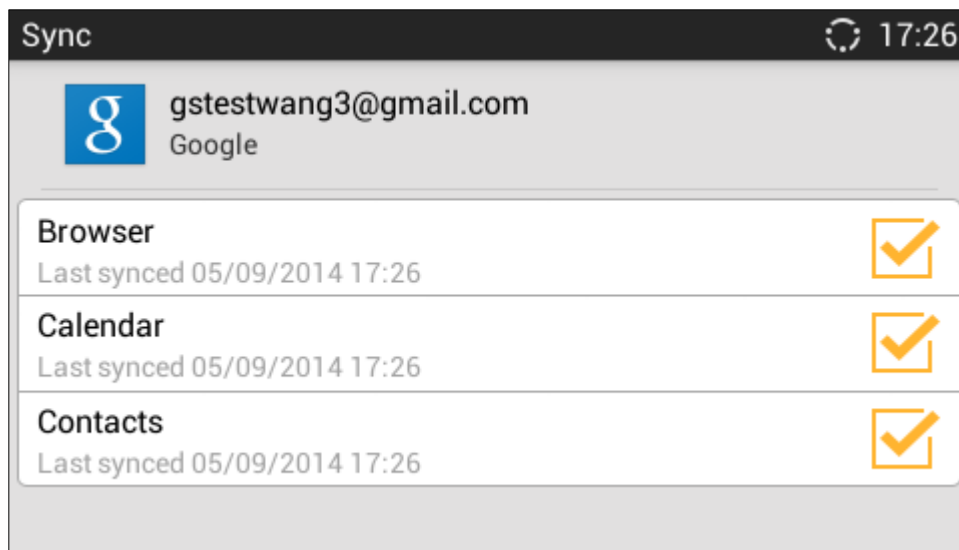 Sync 17:26
g
gstestwang3@gmail.com
Google
Browser
Last synced 05/09/2014 17:26
Calendar
Last synced 05/09/2014 17:26
Contacts
Last synced 05/09/2014 17:26